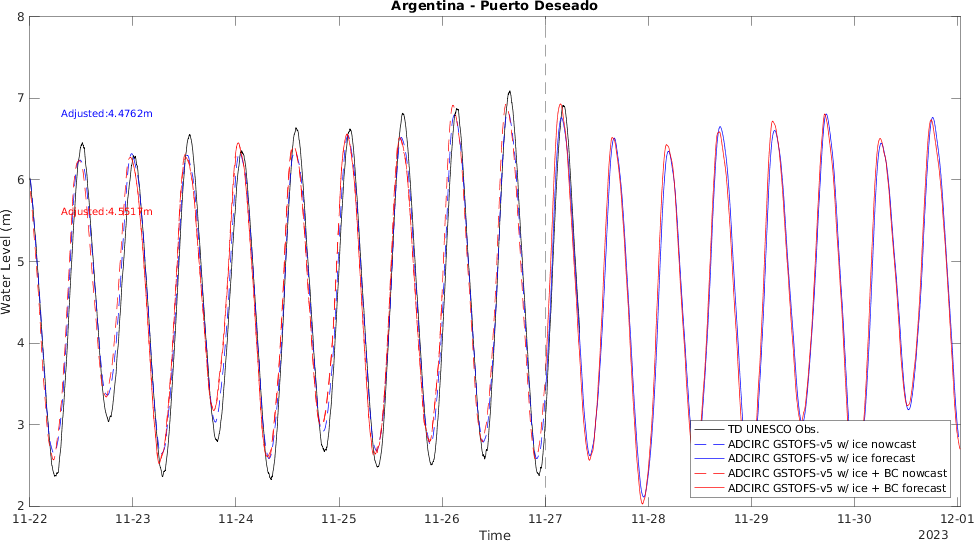 Argentina - Puerto Deseado
8
7
6
5
4
3
2
Water Level (m)
Adjusted:4.4762m
Adjusted:4.5517m
TD UNESCO Obs.
ADCIRC GSTOFS-v5 w/ ice nowcast
ADCIRC GSTOFS-v5 w/ ice forecast
ADCIRC GSTOFS-v5 w/ ice + BC nowcast
ADCIRC GSTOFS-v5 w/ ice + BC forecast
11-22 11-23 11-24 11-25 11-26 11-27 11-28 11-29 11-30 12-01
Time
2023